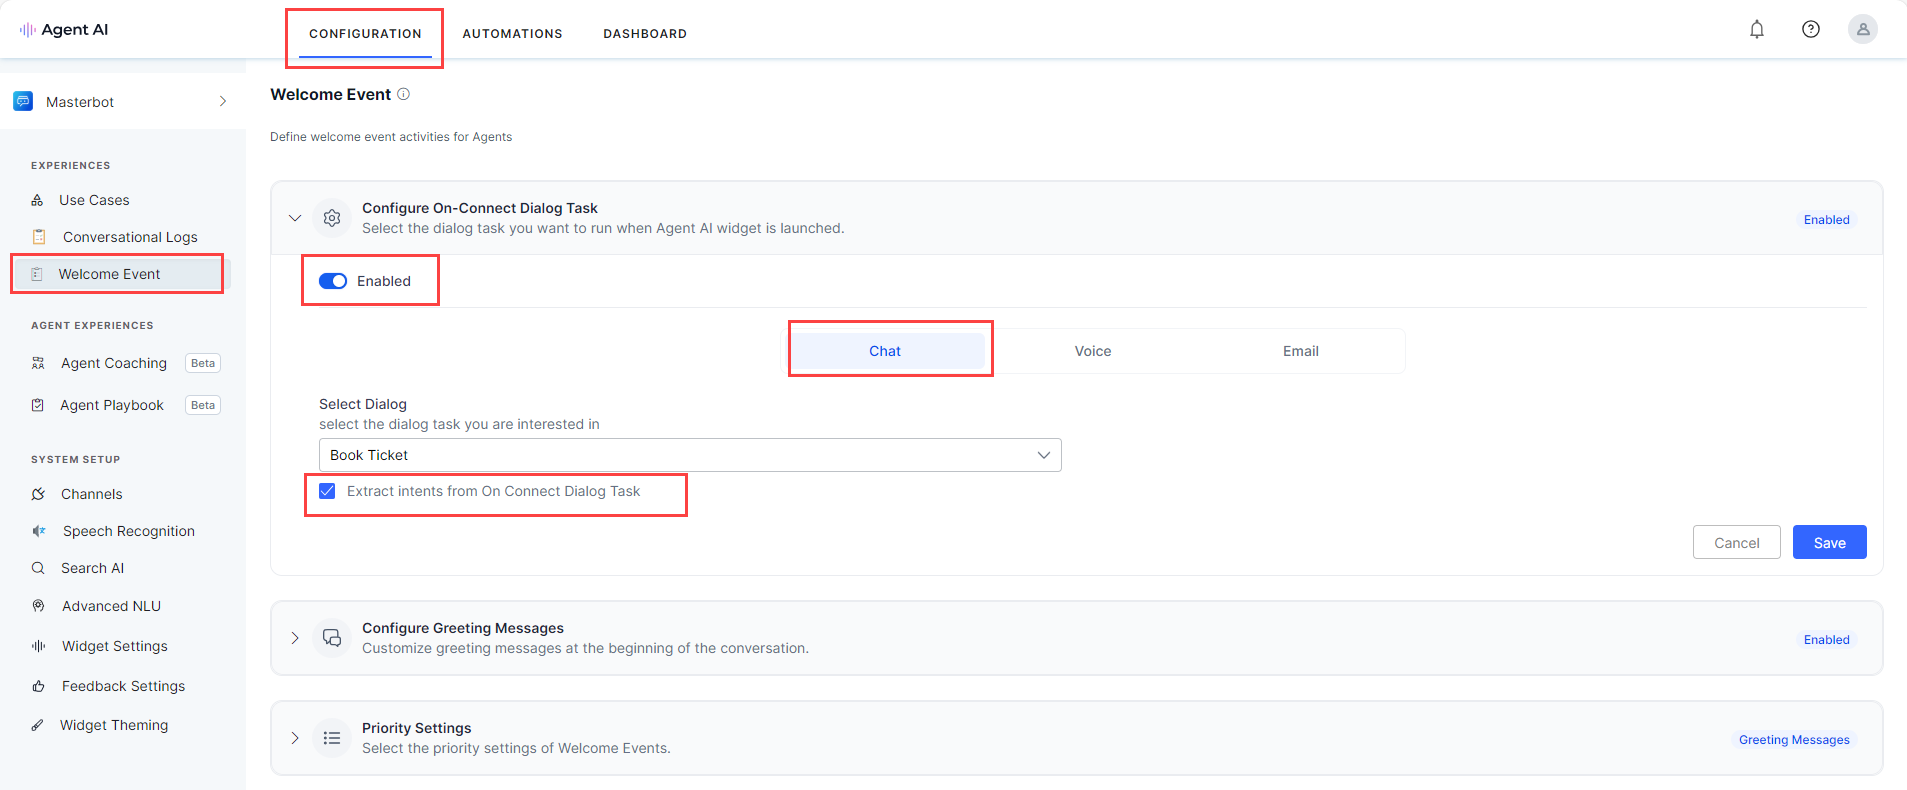 Agent AI
CONFIGURATION
AUTOMATIONS
DASHBOARD
Masterbot
EXPERIENCES
Use Cases
Conversational Logs
Welcome Event
AGENT EXPERIENCES
Agent Coaching Beta
Agent Playbook Beta
SYSTEM SETUP
Channels
Speech Recognition
Search AI
Advanced NLU
Widget Settings
Feedback Settings
Widget Theming
Welcome Event
Define welcome event activities for Agents
Configure On-Connect Dialog Task
Select the dialog task you want to run when Agent AI widget is launched.
Enabled
Enabled
Chat
Voice
Email
Select Dialog
select the dialog task you are interested in
Book Ticket
Extract intents from On Connect Dialog Task
Cancel
Save
Configure Greeting Messages
Customize greeting messages at the beginning of the conversation.
Enabled
Priority Settings
Select the priority settings of Welcome Events.
Greeting Messages